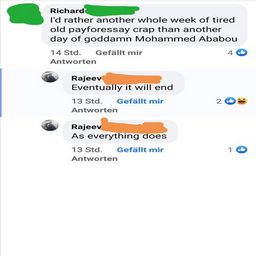 Richard
I'd rather another whole week of tired
old payforessay crap than another
day of goddamn Mohammed Ababou
14 Std. Gefällt mir 4
Antworten
Rajeev
Eventually it will end
13 Std. Gefällt mir 2
Antworten
Rajeev
As everything does
13 Std. Gefällt mir 1
Antworten